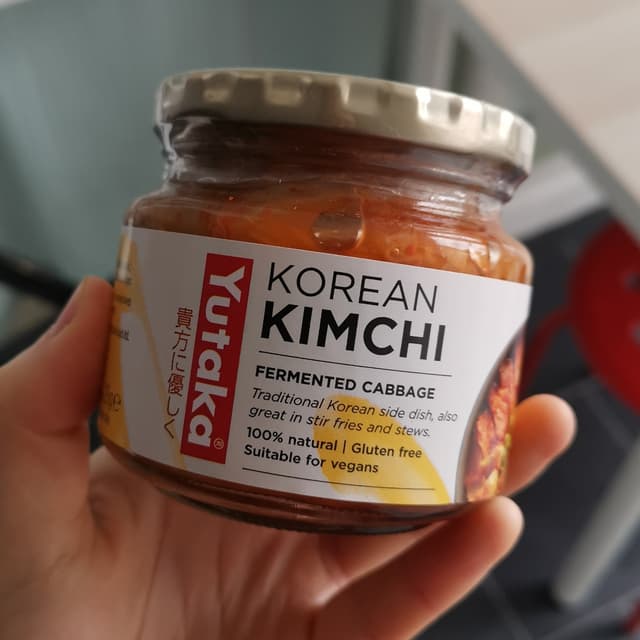 Yutaka®
貴方に優しく
KOREAN
KIMCHI
FERMENTED CABBAGE
Traditional Korean side dish, also
great in stir fries and stews.
100% natural | Gluten free
Suitable for vegans